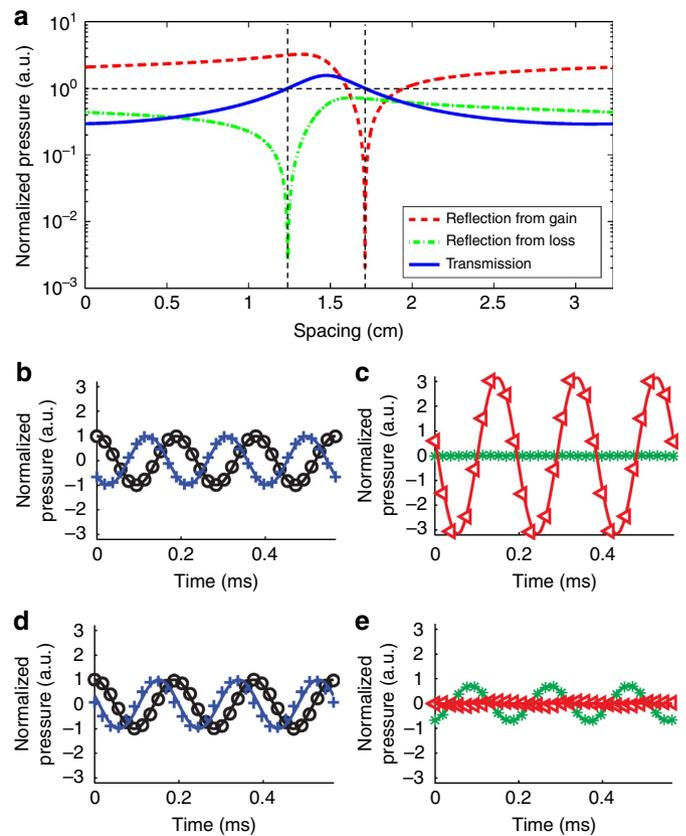 a
Normalized pressure (a.u.)
10¹
10⁰
10⁻¹
10⁻²
10⁻³
Reflection from gain
Reflection from loss
Transmission
0 0.5 1 1.5 2 2.5 3
Spacing (cm)
b
Normalized
pressure (a.u.)
3
2
1
0
−1
−2
−3
0 0.2 0.4
Time (ms)
c
Normalized
pressure (a.u.)
3
2
1
0
−1
−2
−3
0 0.2 0.4
Time (ms)
d
Normalized
pressure (a.u.)
3
2
1
0
−1
−2
−3
0 0.2 0.4
Time (ms)
e
Normalized
pressure (a.u.)
3
2
1
0
−1
−2
−3
0 0.2 0.4
Time (ms)